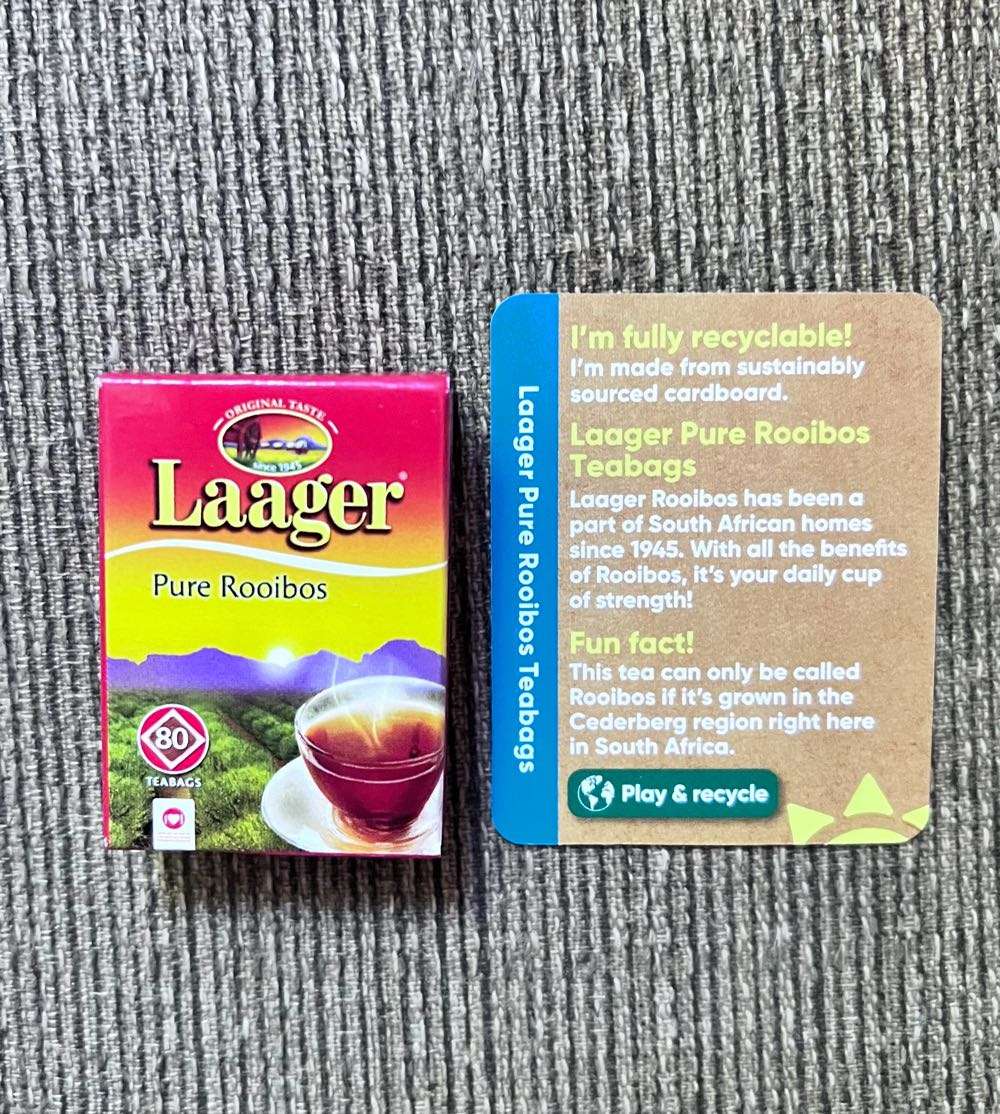 ORIGINAL TASTE
since 1945
Laager®
Pure Rooibos
80
TEABAGS
Laager Pure Rooibos Teabags
I'm fully recyclable!
I'm made from sustainably
sourced cardboard.
Laager Pure Rooibos
Teabags
Laager Rooibos has been a
part of South African homes
since 1945. With all the benefits
of Rooibos, it's your daily cup
of strength!
Fun fact!
This tea can only be called
Rooibos if it's grown in the
Cederberg region right here
in South Africa.
Play & recycle